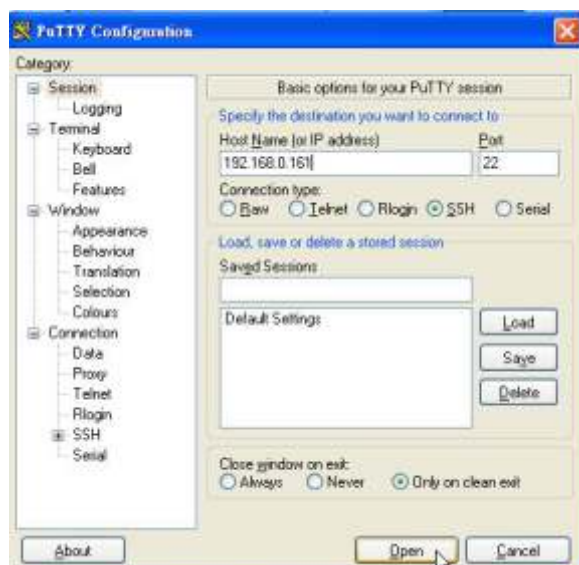 PuTTY Configuration
Category:
Session
Logging
Terminal
Keyboard
Bell
Features
Window
Appearance
Behaviour
Translation
Selection
Colours
Connection
Data
Proxy
Telnet
Rlogin
SSH
Serial
Basic options for your PuTTY session
Specify the destination you want to connect to
Host Name (or IP address) Port
192.168.0.161 22
Connection type:
Raw Telnet Rlogin SSH Serial
Load, save or delete a stored session
Saved Sessions
Default Settings
Load
Save
Delete
Close window on exit:
Always Never Only on clean exit
About Open Cancel